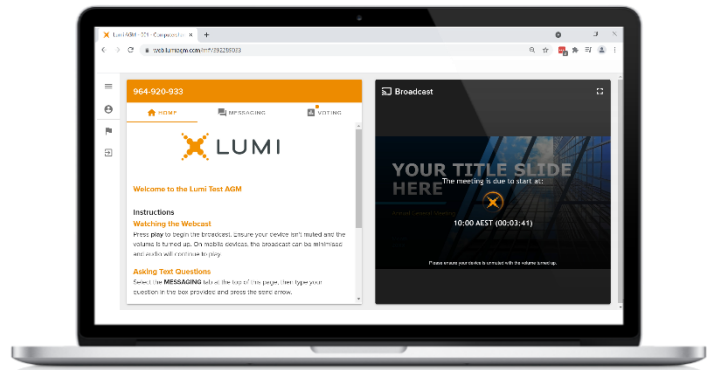 964-920-933
HOME
MESSAGING
VOTING
LUMI
Welcome to the Lumi Test AGM
Instructions
Watching the Webcast
Press play to begin the broadcast. Ensure your device isn't muted and the
volume is turned up. On mobile devices, the broadcast can be minimised
and audio will continue to play.
Asking Text Questions
Select the MESSAGING tab at the top of this page, then type your
question in the box provided and press the send arrow.
Broadcast
YOUR TITLE SLIDE
HERE
The meeting is due to start at:
10:00 AEST (00:03:41)
Please ensure your device is unmuted with the volume turned up.